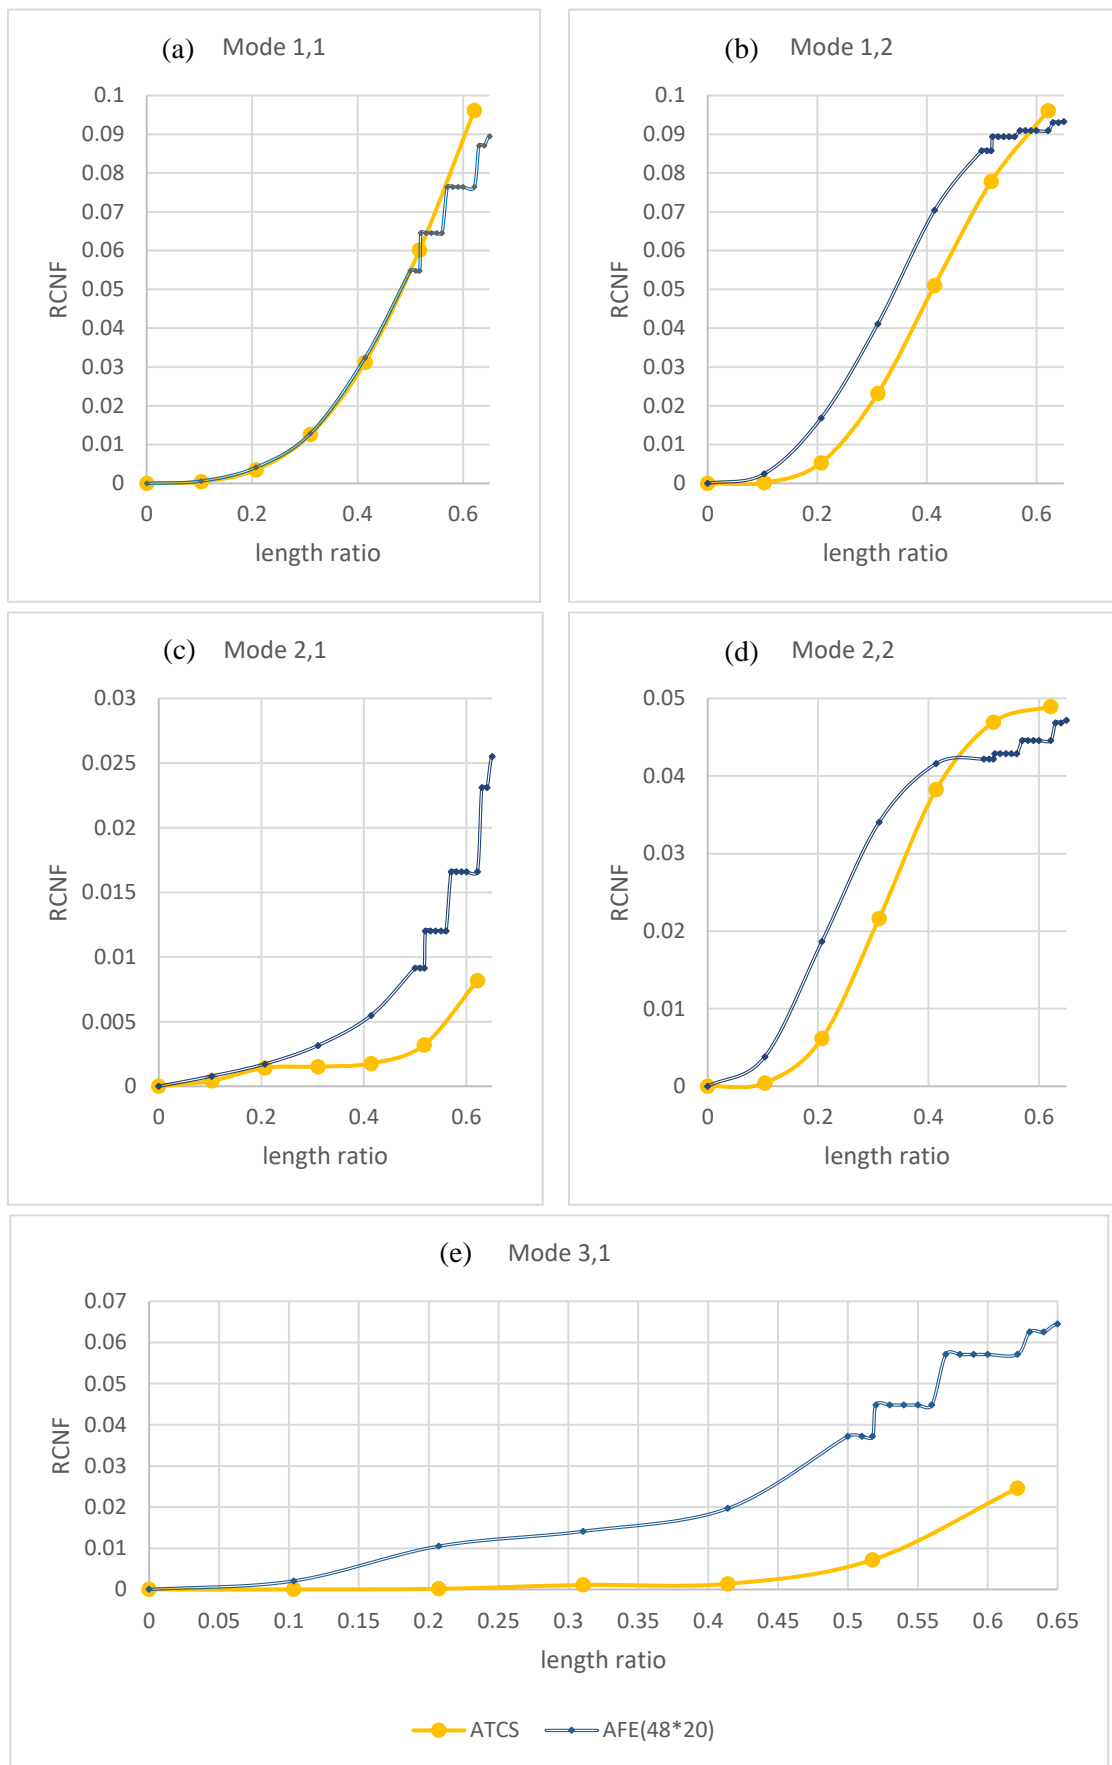 (a) Mode 1,1
0.1
0.09
0.08
0.07
0.06
0.05
0.04
0.03
0.02
0.01
0
RCNF
0 0.2 0.4 0.6
length ratio
(b) Mode 1,2
0.1
0.09
0.08
0.07
0.06
0.05
0.04
0.03
0.02
0.01
0
RCNF
0 0.2 0.4 0.6
length ratio
(c) Mode 2,1
0.03
0.025
0.02
0.015
0.01
0.005
0
RCNF
0 0.2 0.4 0.6
length ratio
(d) Mode 2,2
0.05
0.04
0.03
0.02
0.01
0
RCNF
0 0.2 0.4 0.6
length ratio
(e) Mode 3,1
0.07
0.06
0.05
0.04
0.03
0.02
0.01
0
RCNF
0 0.05 0.1 0.15 0.2 0.25 0.3 0.35 0.4 0.45 0.5 0.55 0.6 0.65
length ratio
ATCS AFE(48*20)